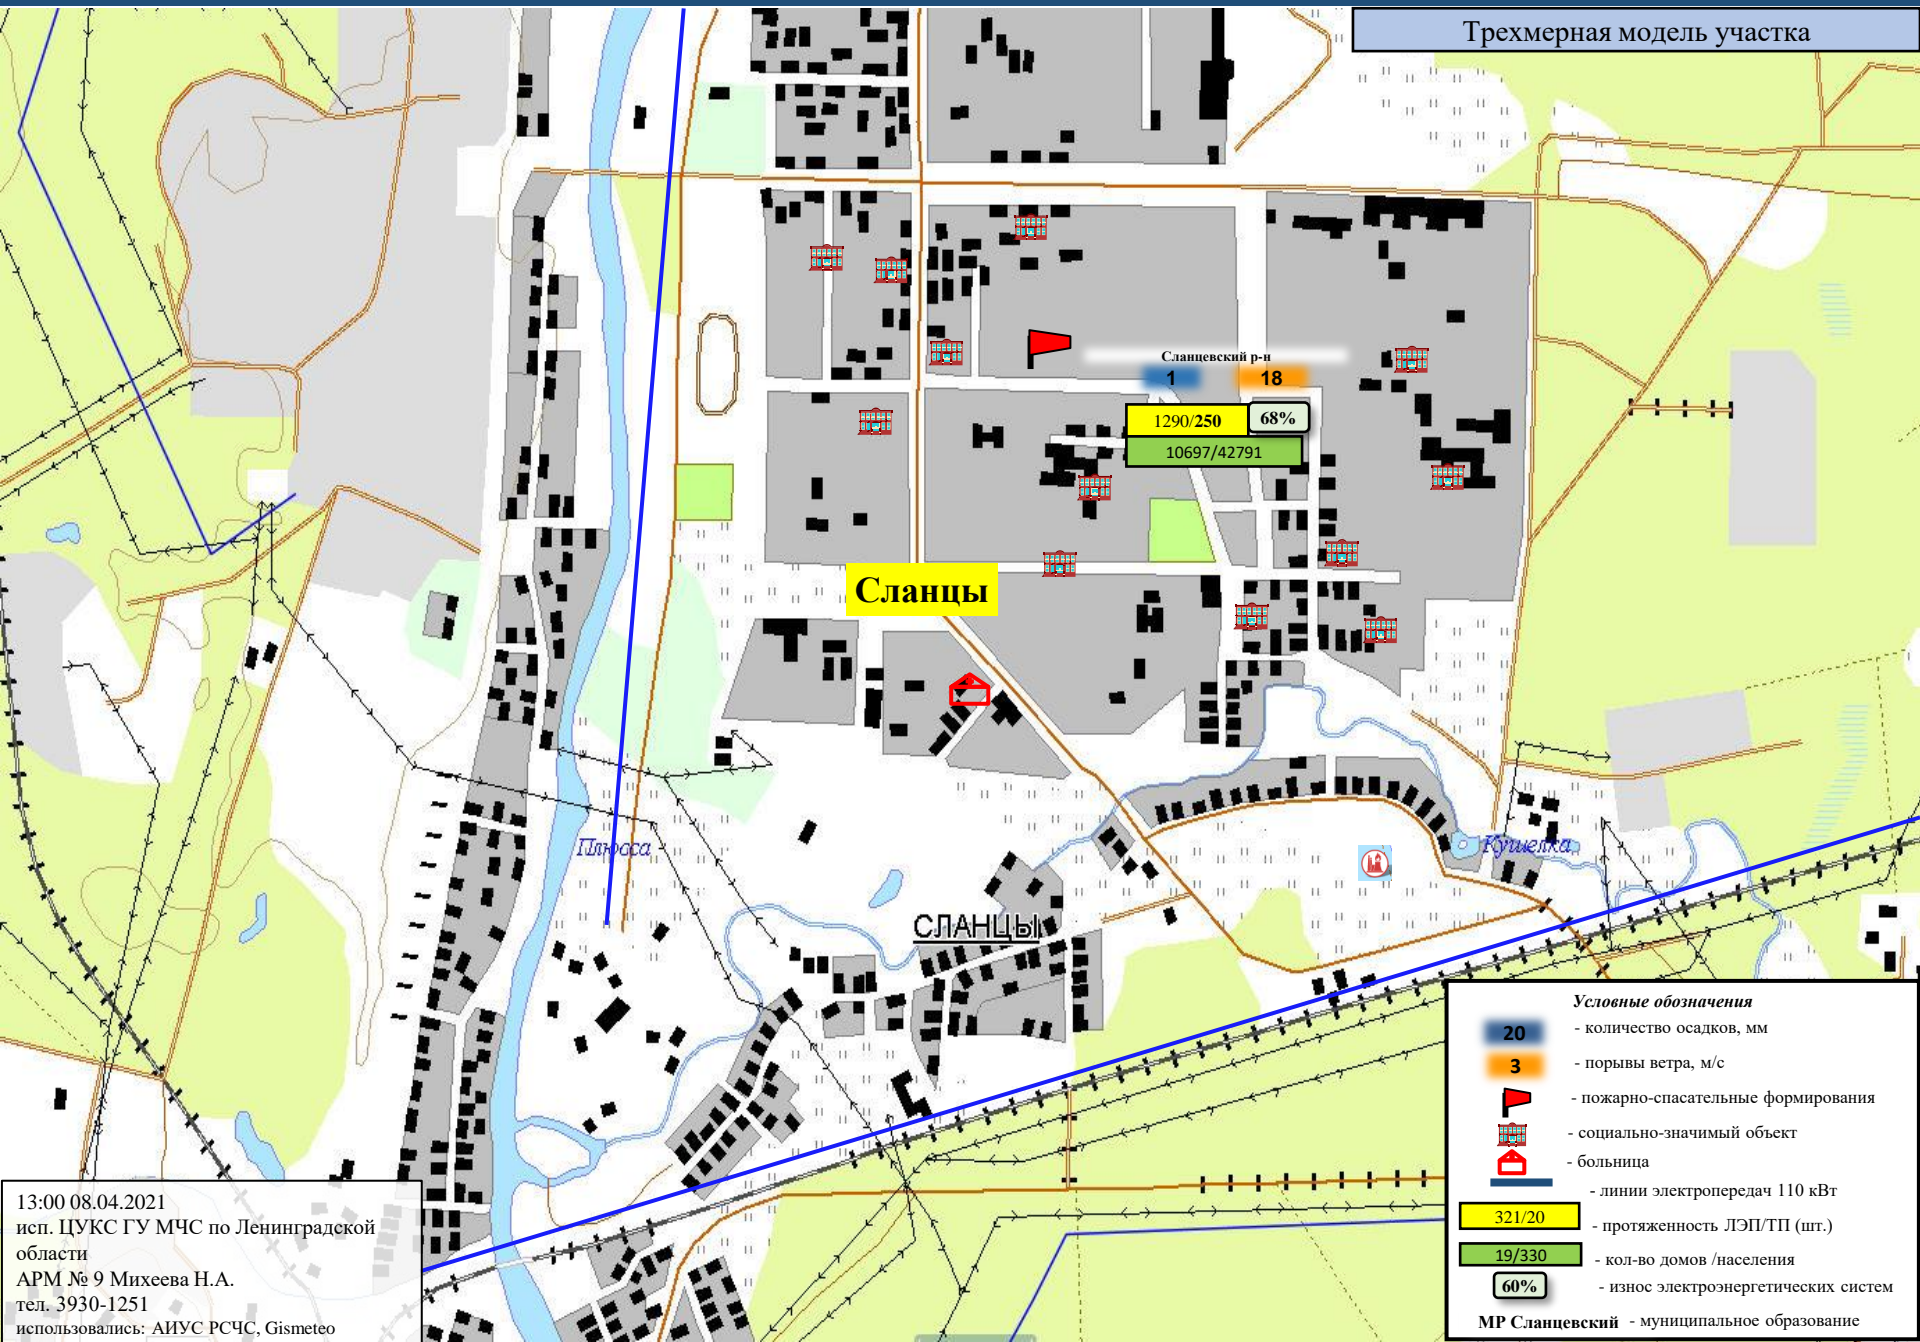 Трехмерная модель участка
Сланцевский р-н
1
18
1290/250
68%
10697/42791
Сланцы
Плюсса
Кушелка
СЛАНЦЫ
Условные обозначения
20 - количество осадков, мм
3 - порывы ветра, м/с
- пожарно-спасательные формирования
- социально-значимый объект
- больница
- линии электропередач 110 кВт
321/20 - протяженность ЛЭП/ТП (шт.)
19/330 - кол-во домов /населения
60% - износ электроэнергетических систем
МР Сланцевский - муниципальное образование
13:00 08.04.2021
исп. ЦУКС ГУ МЧС по Ленинградской
области
АРМ № 9 Михеева Н.А.
тел. 3930-1251
использовались: АИУС РСЧС, Gismeteo